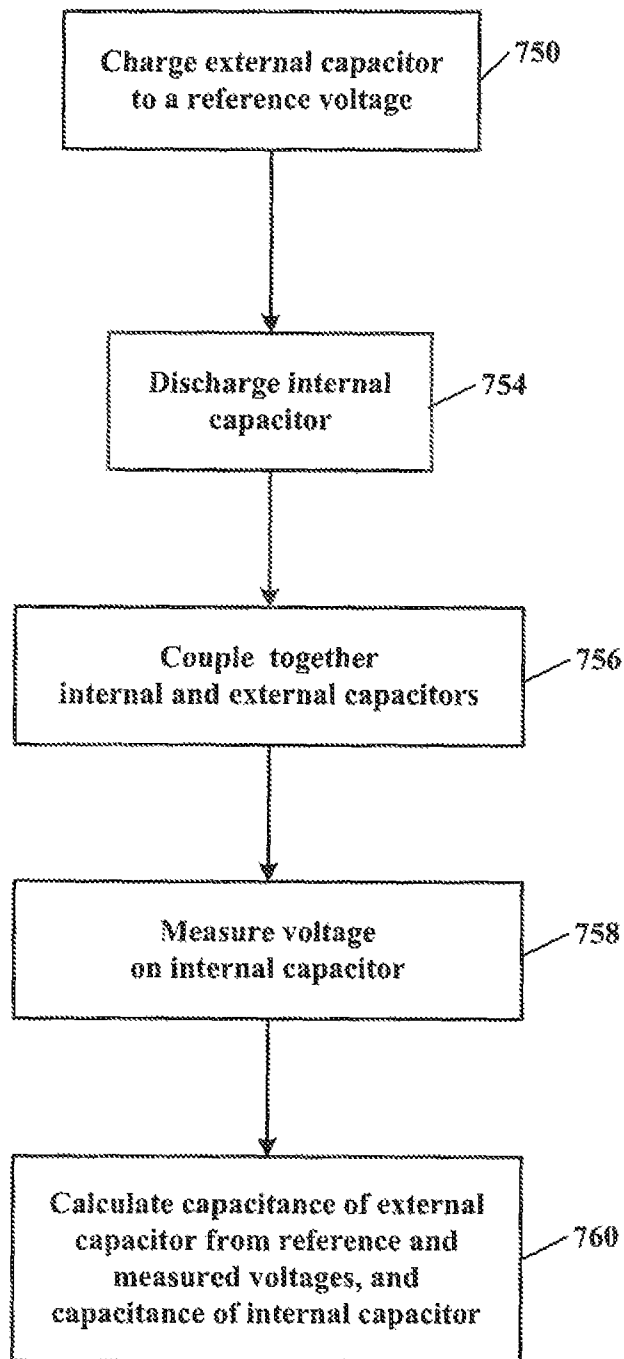 Charge external capacitor
to a reference voltage
750
Discharge internal
capacitor
754
Couple together
internal and external capacitors
756
Measure voltage
on internal capacitor
758
Calculate capacitance of external
capacitor from reference and
measured voltages, and
capacitance of internal capacitor
760